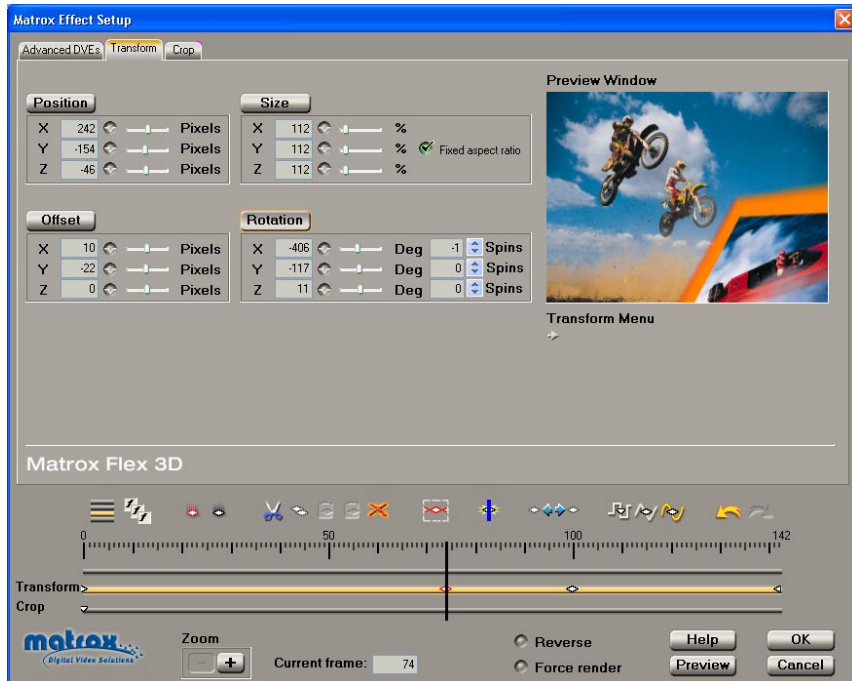 Matrox Effect Setup
Advanced DVEs Transform Crop
Preview Window
Position
X 242 Pixels
Y -154 Pixels
Z -46 Pixels
Size
X 112 %
Y 112 % Fixed aspect ratio
Z 112 %
Offset
X 10 Pixels
Y -22 Pixels
Z 0 Pixels
Rotation
X -406 Deg -1 Spins
Y -117 Deg 0 Spins
Z 11 Deg 0 Spins
Transform Menu
Matrox Flex 3D
0 50 100 142
Transform
Crop
matrox
Digital Video Solutions
Zoom
- +
Current frame: 74
Reverse
Force render
Help OK
Preview Cancel